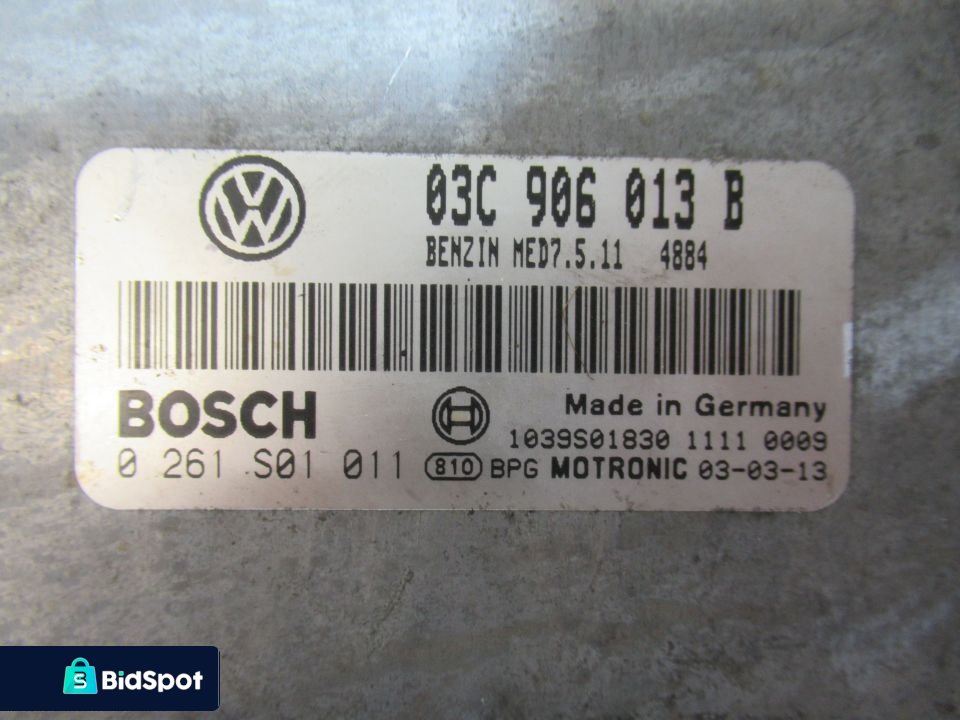 03C 906 013 B
BENZIN MED7.5.11 4884
BOSCH
Made in Germany
1039S01830 1111 0009
0 261 S01 011 810 BPG MOTRONIC 03-03-13
BidSpot